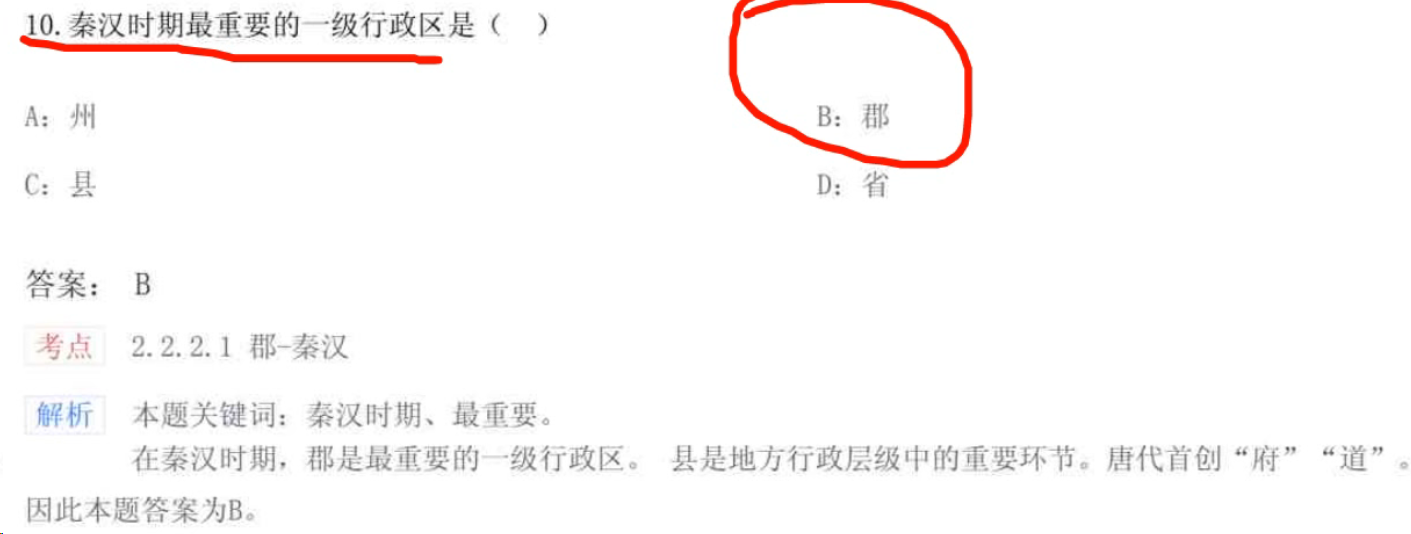 10.秦汉时期最重要的一级行政区是（ ）
A: 州 B: 郡
C: 县 D: 省
答案: B
考点 2.2.2.1 郡-秦汉
解析 本题关键词：秦汉时期、最重要。
在秦汉时期，郡是最重要的一级行政区。 县是地方行政层级中的重要环节。唐代首创“府”“道”。
因此本题答案为B。